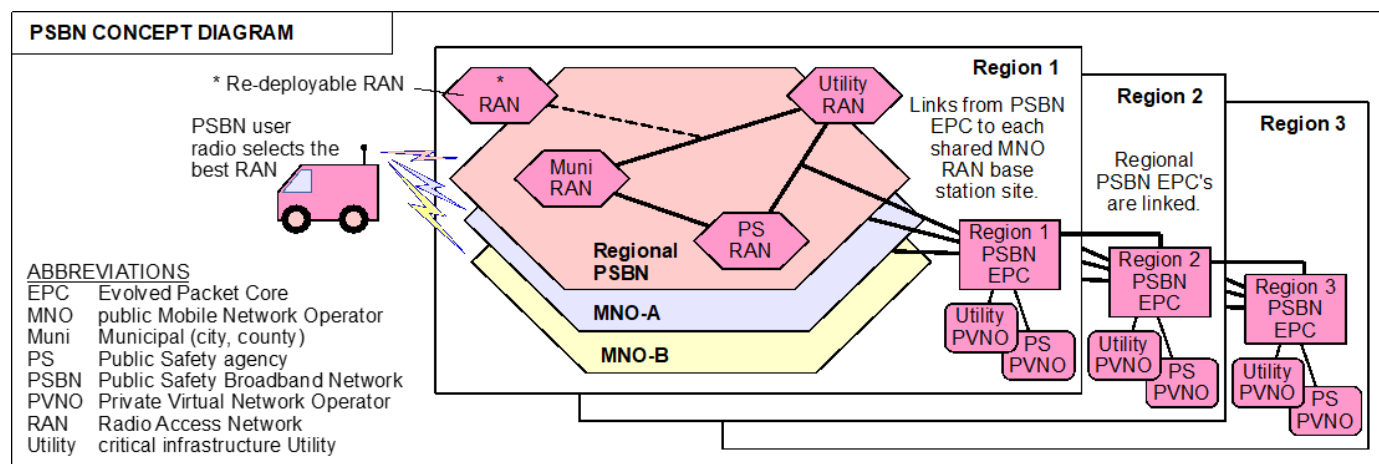 PSBN CONCEPT DIAGRAM
* Re-deployable RAN
PSBN user
radio selects the
best RAN
*
RAN
Utility
RAN
Muni
RAN
PS
RAN
Regional
PSBN
MNO-A
MNO-B
Region 1
Links from PSBN
EPC to each
shared MNO
RAN base
station site.
Region 1
PSBN
EPC
Utility
PVNO
PS
PVNO
Region 2
Regional
PSBN EPC's
are linked.
Region 2
PSBN
EPC
Utility
PVNO
PS
PVNO
Region 3
Region 3
PSBN
EPC
Utility
PVNO
PS
PVNO
ABBREVIATIONS
EPC Evolved Packet Core
MNO public Mobile Network Operator
Muni Municipal (city, county)
PS Public Safety agency
PSBN Public Safety Broadband Network
PVNO Private Virtual Network Operator
RAN Radio Access Network
Utility critical infrastructure Utility